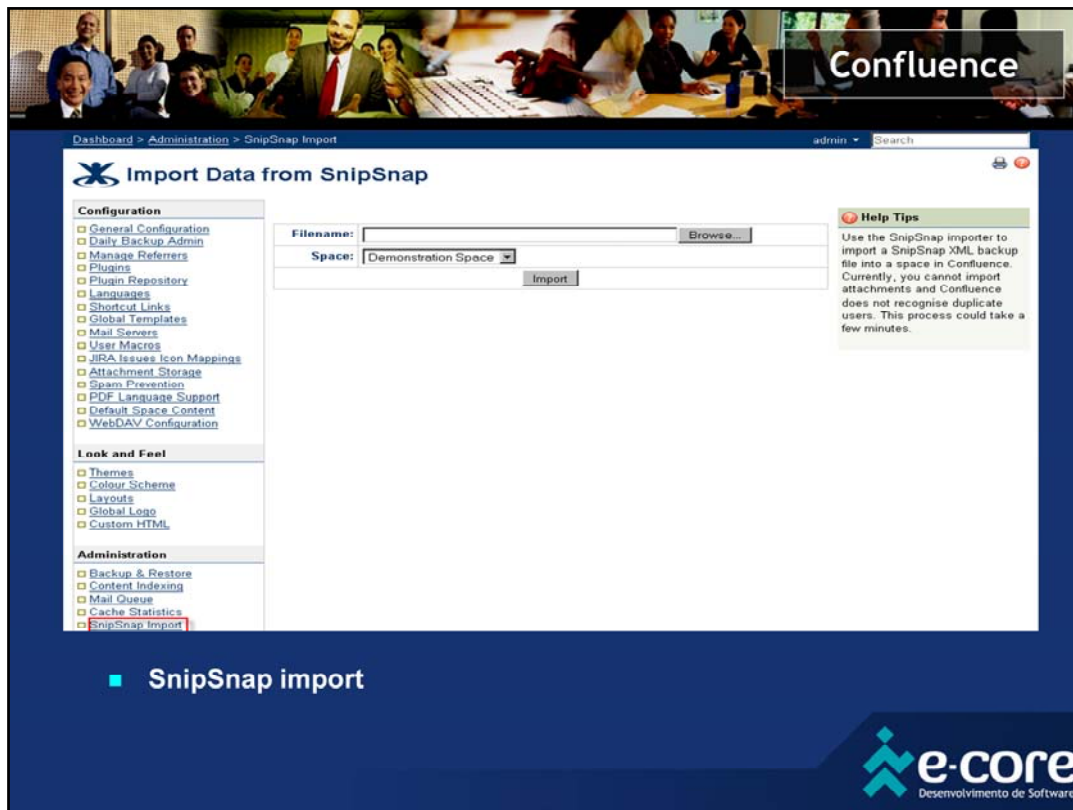 Confluence
Dashboard > Administration > SnipSnap Import
admin
Search
Import Data from SnipSnap
Configuration
General Configuration
Daily Backup Admin
Manage Referrers
Plugins
Plugin Repository
Languages
Shortcut Links
Global Templates
Mail Servers
User Macros
JIRA Issues Icon Mappings
Attachment Storage
Spam Prevention
PDF Language Support
Default Space Content
WebDAV Configuration
Look and Feel
Themes
Colour Scheme
Layouts
Global Logo
Custom HTML
Administration
Backup & Restore
Content Indexing
Mail Queue
Cache Statistics
SnipSnap Import
Filename:
Browse...
Space: Demonstration Space
Import
Help Tips
Use the SnipSnap importer to
import a SnipSnap XML backup
file into a space in Confluence.
Currently, you cannot import
attachments and Confluence
does not recognise duplicate
users. This process could take a
few minutes.
SnipSnap import
e-core
Desenvolvimento de Software